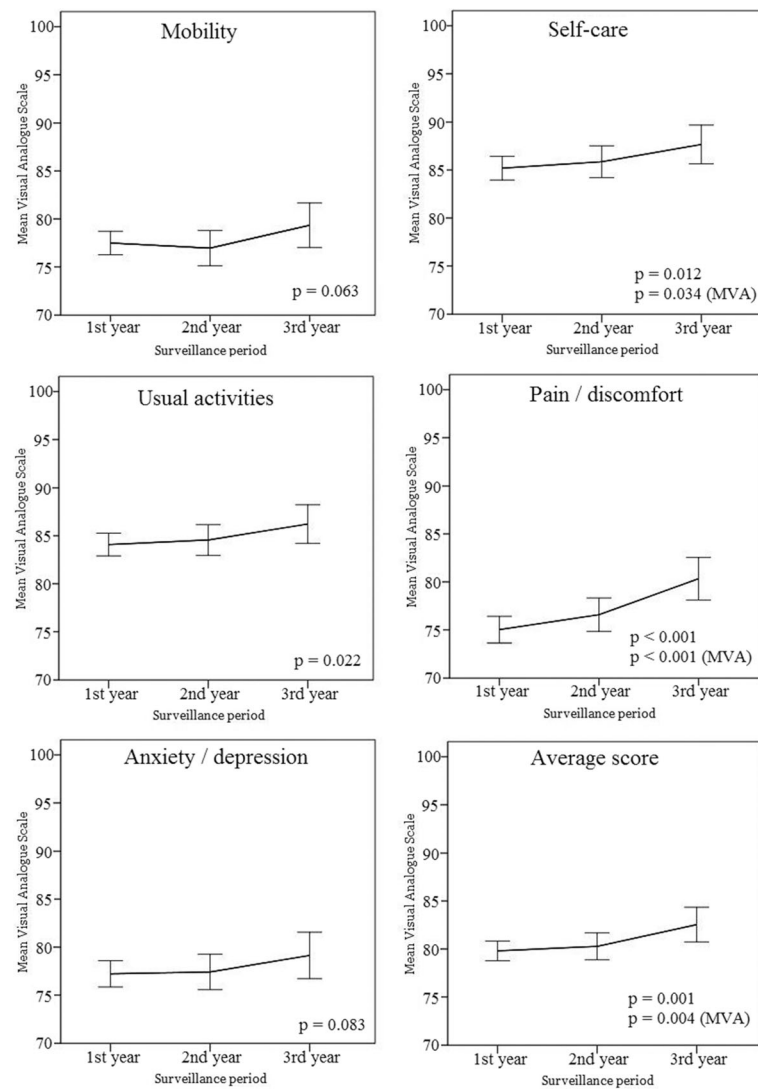 Mobility
Mean Visual Analogue Scale
100
95
90
85
80
75
70
p = 0.063
1st year 2nd year 3rd year
Surveillance period
Self-care
Mean Visual Analogue Scale
100
95
90
85
80
75
70
p = 0.012
p = 0.034 (MVA)
1st year 2nd year 3rd year
Surveillance period
Usual activities
Mean Visual Analogue Scale
100
95
90
85
80
75
70
p = 0.022
1st year 2nd year 3rd year
Surveillance period
Pain / discomfort
Mean Visual Analogue Scale
100
95
90
85
80
75
70
p < 0.001
p < 0.001 (MVA)
1st year 2nd year 3rd year
Surveillance period
Anxiety / depression
Mean Visual Analogue Scale
100
95
90
85
80
75
70
p = 0.083
1st year 2nd year 3rd year
Surveillance period
Average score
Mean Visual Analogue Scale
100
95
90
85
80
75
70
p = 0.001
p = 0.004 (MVA)
1st year 2nd year 3rd year
Surveillance period